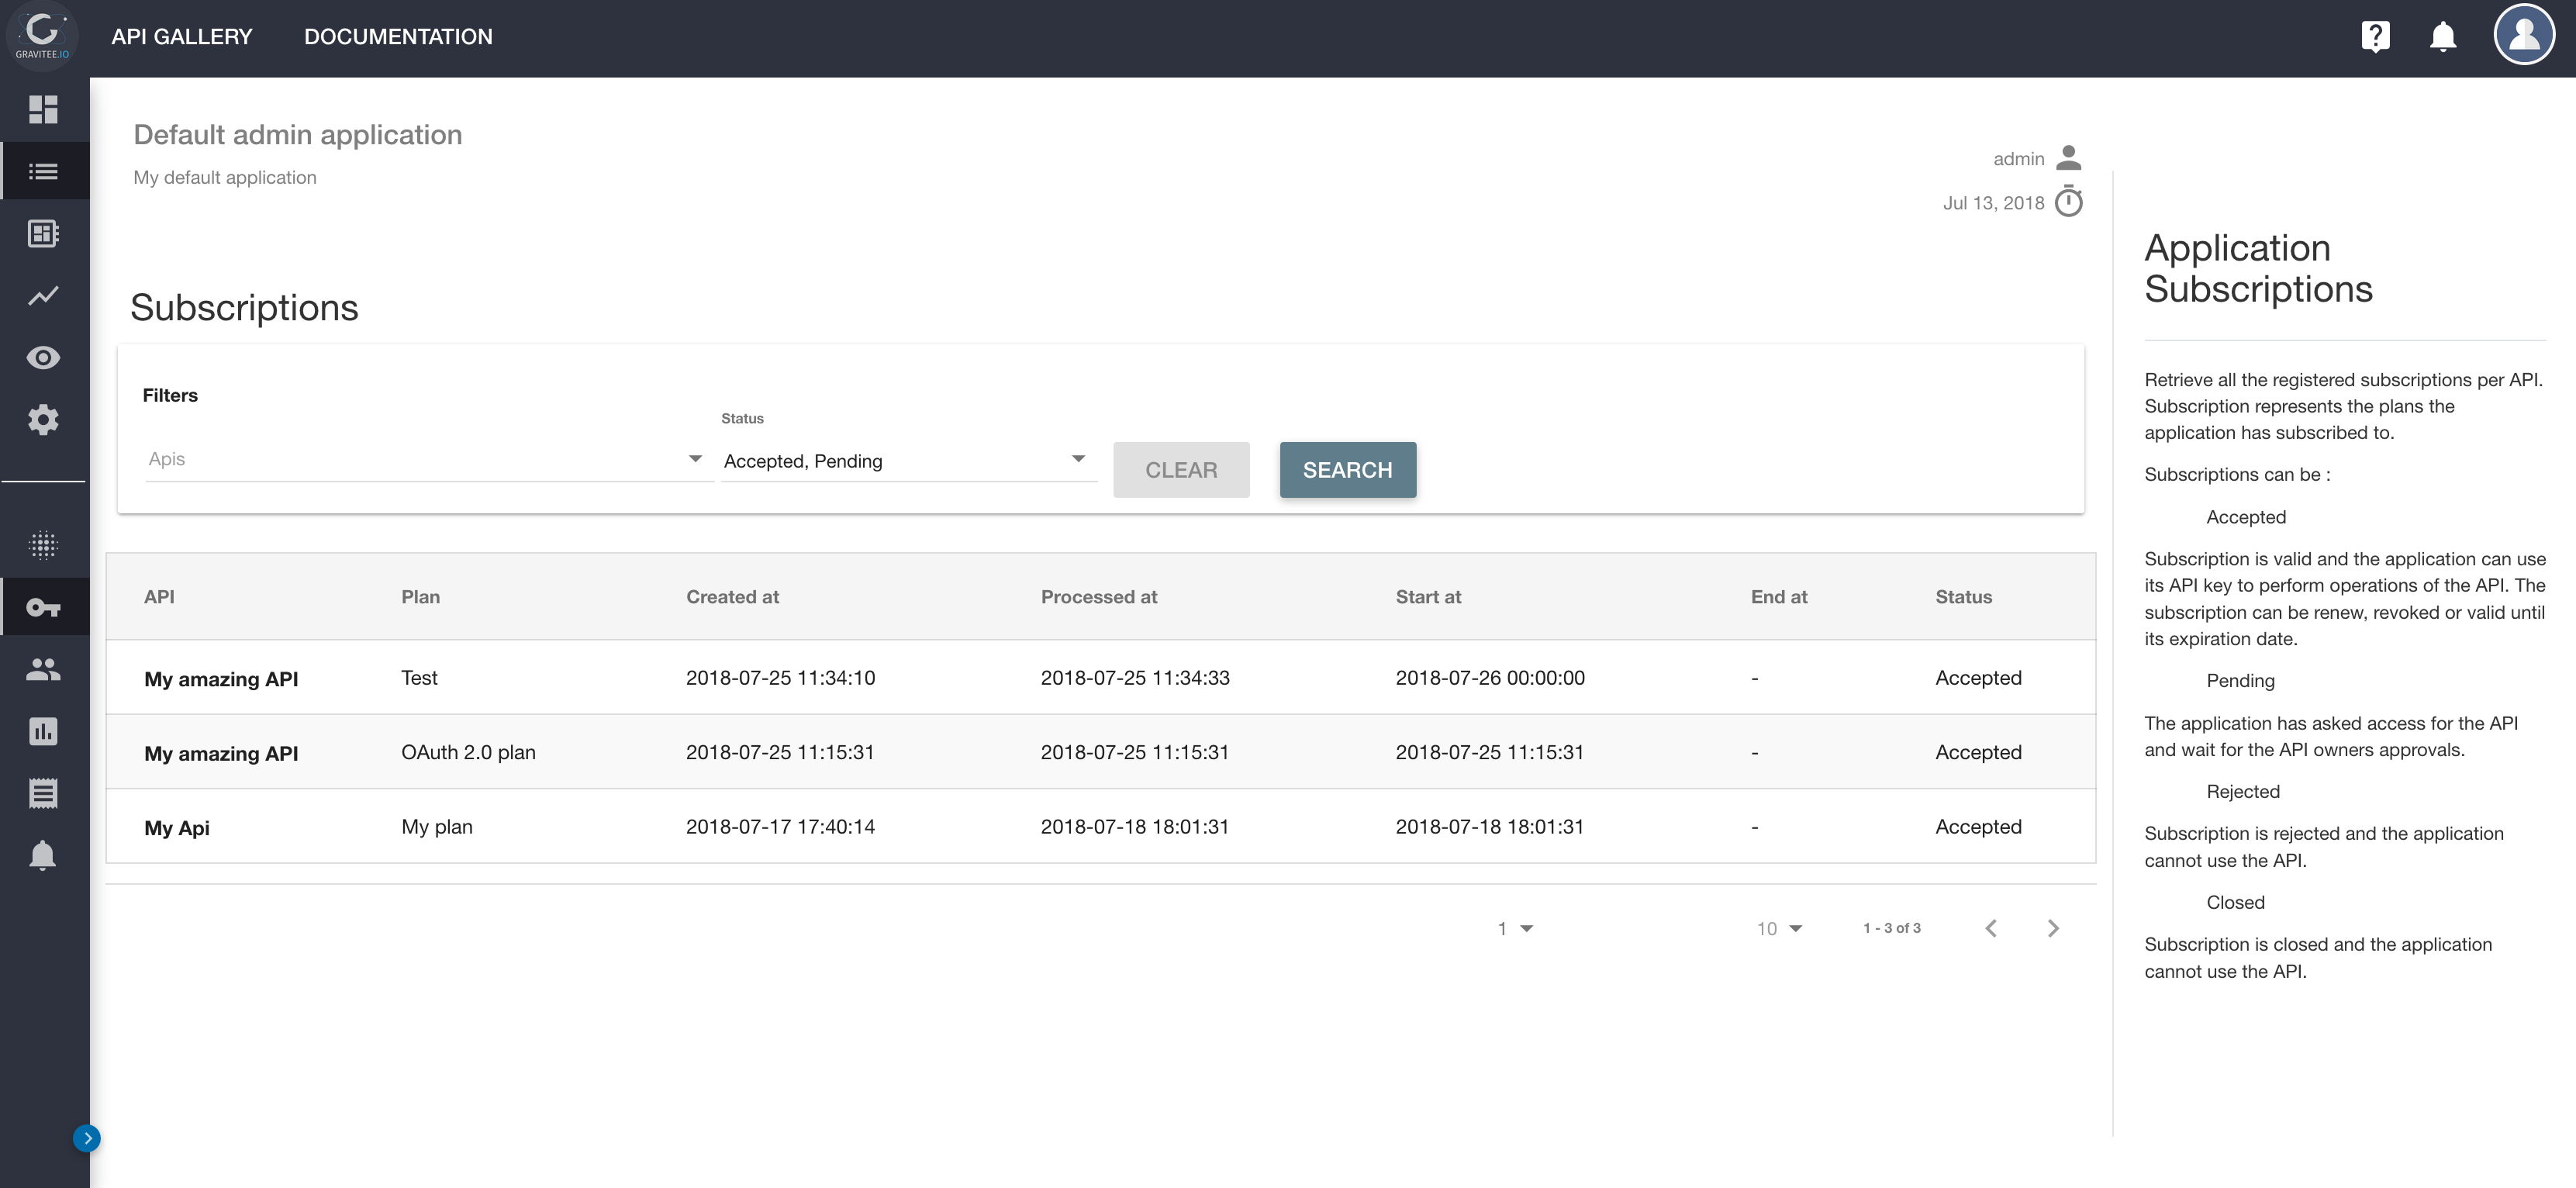 GRAVITEE.IO
API GALLERY DOCUMENTATION
Default admin application
My default application
admin
Jul 13, 2018
Subscriptions
Filters
Apis
Status
Accepted, Pending
CLEAR
SEARCH
API Plan Created at Processed at Start at End at Status
My amazing API Test 2018-07-25 11:34:10 2018-07-25 11:34:33 2018-07-26 00:00:00 - Accepted
My amazing API OAuth 2.0 plan 2018-07-25 11:15:31 2018-07-25 11:15:31 2018-07-25 11:15:31 - Accepted
My Api My plan 2018-07-17 17:40:14 2018-07-18 18:01:31 2018-07-18 18:01:31 - Accepted
1 10 1 - 3 of 3
Application
Subscriptions
Retrieve all the registered subscriptions per API.
Subscription represents the plans the
application has subscribed to.
Subscriptions can be :
Accepted
Subscription is valid and the application can use
its API key to perform operations of the API. The
subscription can be renew, revoked or valid until
its expiration date.
Pending
The application has asked access for the API
and wait for the API owners approvals.
Rejected
Subscription is rejected and the application
cannot use the API.
Closed
Subscription is closed and the application
cannot use the API.